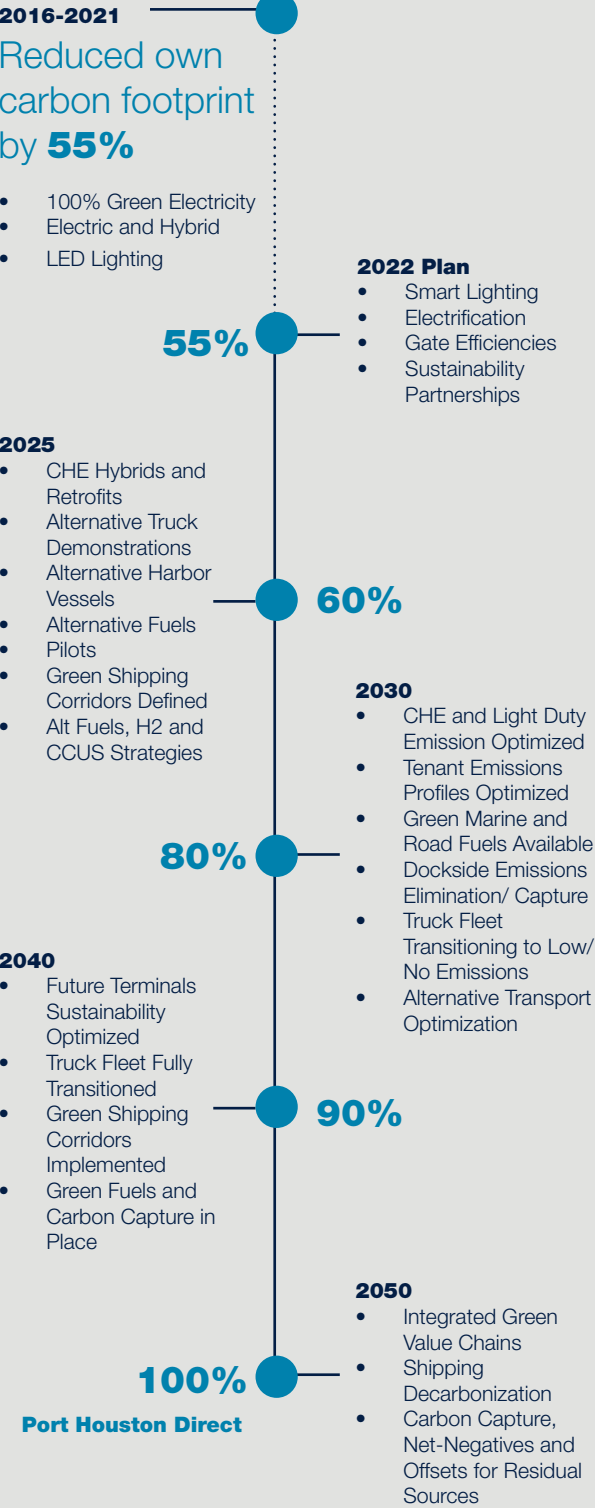 2016-2021
Reduced own
carbon footprint
by 55%
• 100% Green Electricity
• Electric and Hybrid
• LED Lighting
55%
2022 Plan
• Smart Lighting
• Electrification
• Gate Efficiencies
• Sustainability
Partnerships
2025
• CHE Hybrids and
Retrofits
• Alternative Truck
Demonstrations
• Alternative Harbor
Vessels
• Alternative Fuels
• Pilots
• Green Shipping
Corridors Defined
• Alt Fuels, H2 and
CCUS Strategies
60%
2030
• CHE and Light Duty
Emission Optimized
• Tenant Emissions
Profiles Optimized
• Green Marine and
Road Fuels Available
• Dockside Emissions
Elimination/ Capture
• Truck Fleet
Transitioning to Low/
No Emissions
• Alternative Transport
Optimization
80%
2040
• Future Terminals
Sustainability
Optimized
• Truck Fleet Fully
Transitioned
• Green Shipping
Corridors
Implemented
• Green Fuels and
Carbon Capture in
Place
90%
2050
• Integrated Green
Value Chains
• Shipping
Decarbonization
• Carbon Capture,
Net-Negatives and
Offsets for Residual
Sources
100%
Port Houston Direct